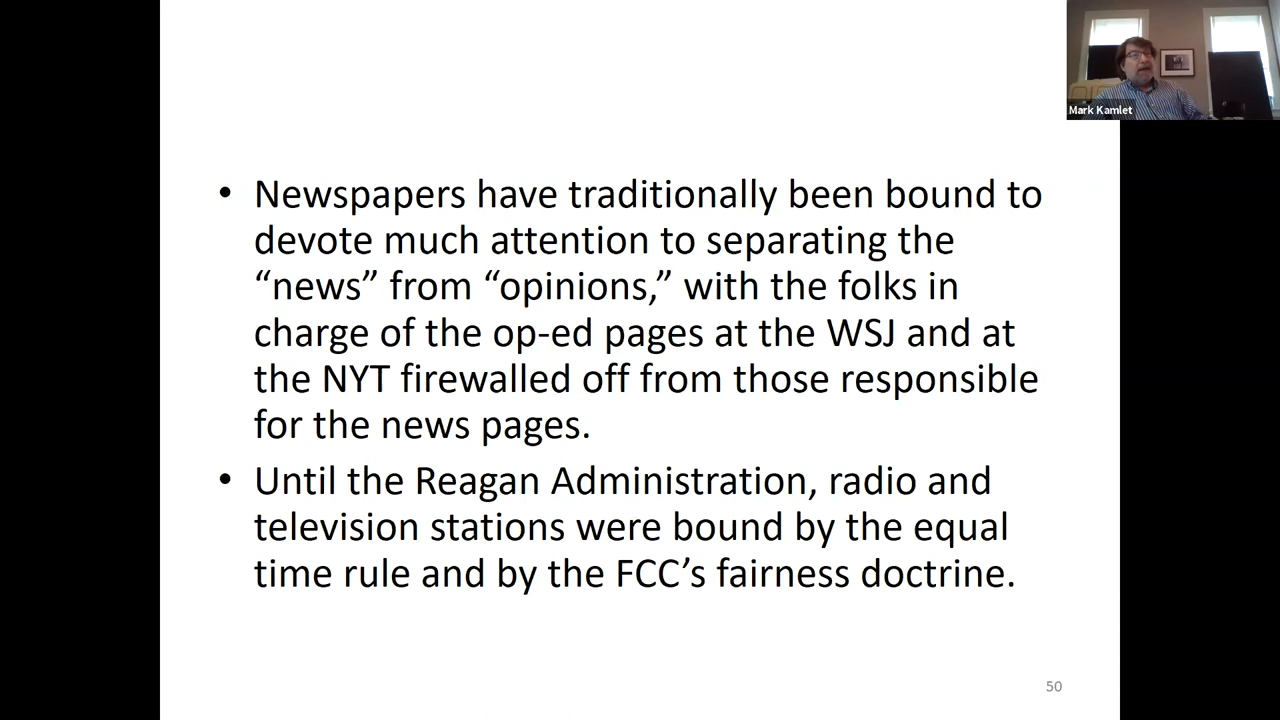 Mark Kamlet
• Newspapers have traditionally been bound to
devote much attention to separating the
“news” from “opinions,” with the folks in
charge of the op-ed pages at the WSJ and at
the NYT firewalled off from those responsible
for the news pages.
• Until the Reagan Administration, radio and
television stations were bound by the equal
time rule and by the FCC’s fairness doctrine.
50